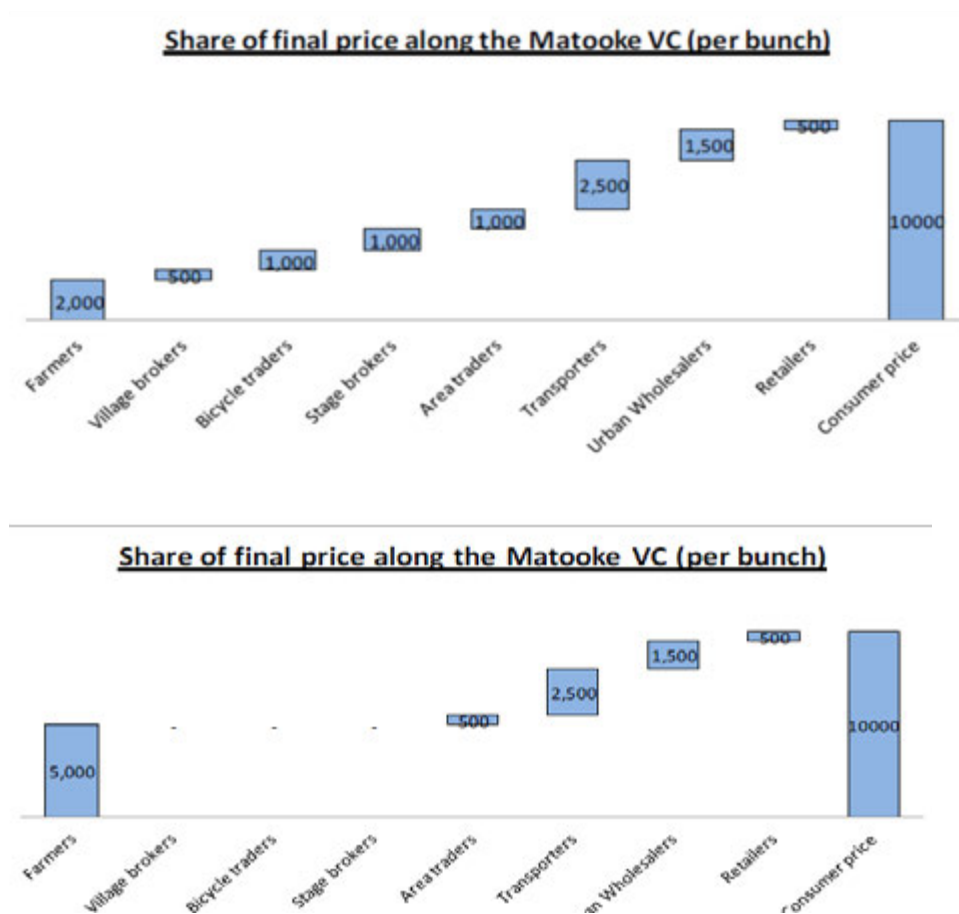 Share of final price along the Matooke VC (per bunch)
500
1,500
2,500
1,000
10000
1,000
1,000
500
2,000
Farmers
Village brokers
Bicycle traders
Stage brokers
Area traders
Transporters
Urban Wholesalers
Retailers
Consumer price
Share of final price along the Matooke VC (per bunch)
500
1,500
2,500
500
10000
-
-
-
5,000
Farmers
Village brokers
Bicycle traders
Stage brokers
Area traders
Transporters
an Wholesalers
Retailers
Consumer price